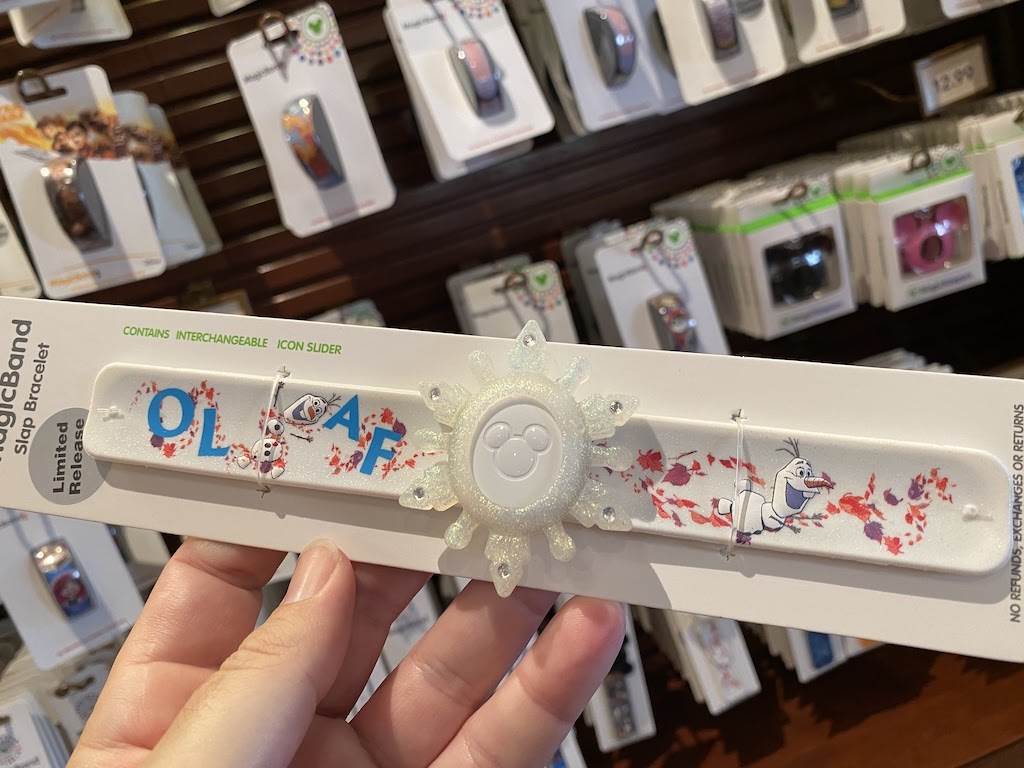 12.99
CONTAINS INTERCHANGEABLE ICON SLIDER
MagicBand
Slap Bracelet
Limited
Release
OLAF
NO REFUNDS, EXCHANGES OR RETURNS